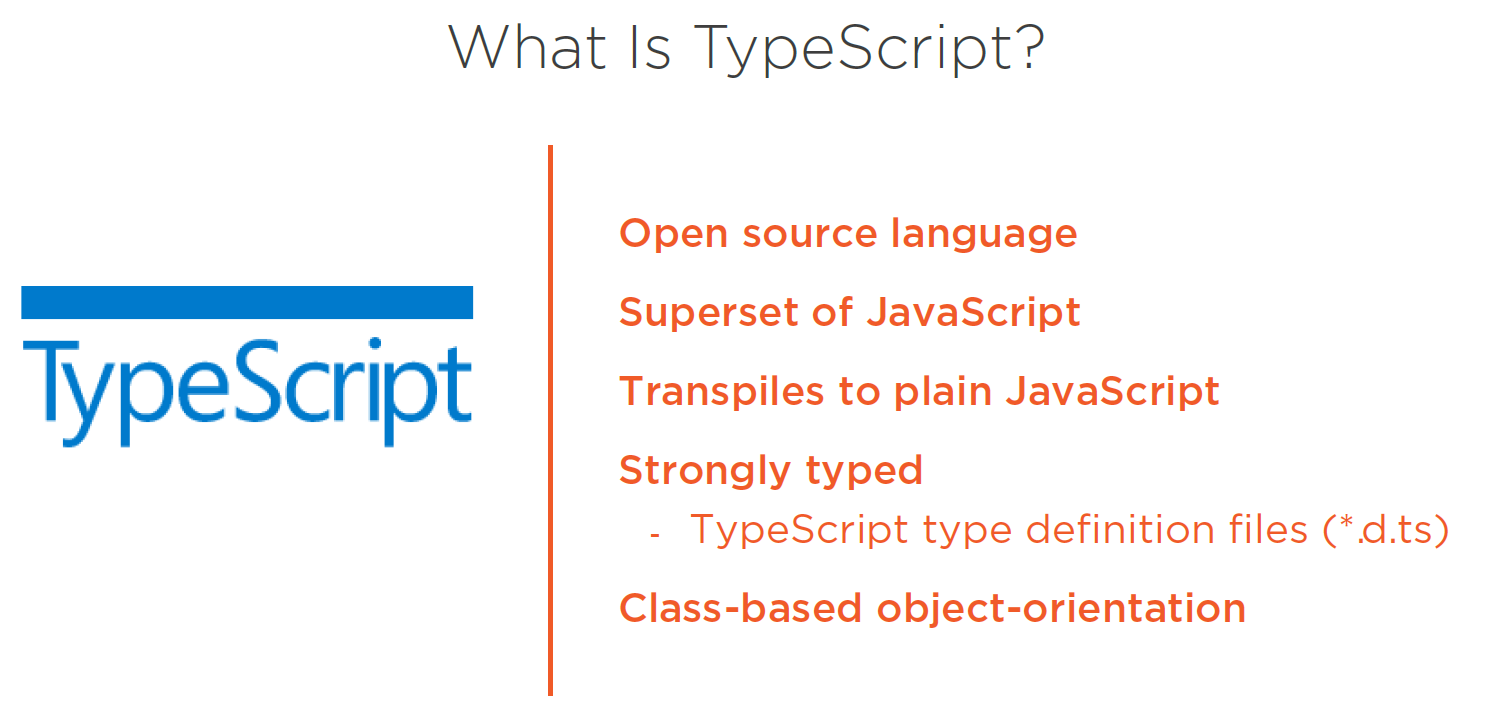 What Is TypeScript?
TypeScript
Open source language
Superset of JavaScript
Transpiles to plain JavaScript
Strongly typed
- TypeScript type definition files (*.d.ts)
Class-based object-orientation